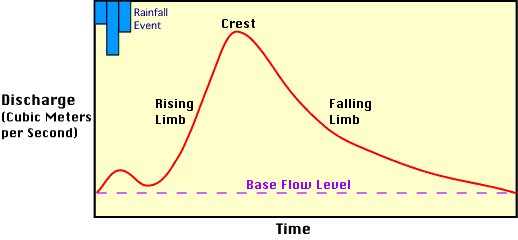 Rainfall
Event
Crest
Discharge
(Cubic Meters
per Second)
Rising
Limb
Falling
Limb
Base Flow Level
Time